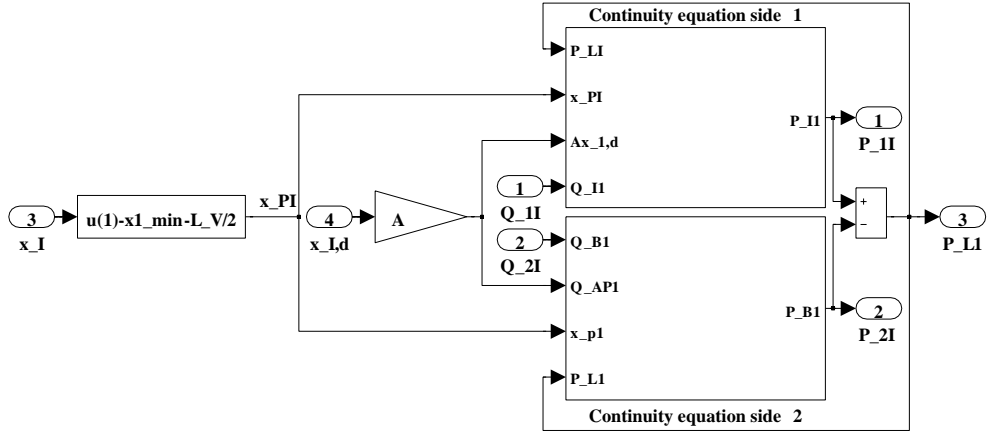 Continuity equation side 1
P_LI
x_PI
Ax_1,d
Q_I1
P_I1
1
P_1I
3
x_I
u(1)-x1_min-L_V/2
x_PI
4
x_I,d
A
1
Q_1I
2
Q_2I
+
−
3
P_L1
Q_B1
Q_AP1
x_p1
P_L1
P_B1
2
P_2I
Continuity equation side 2